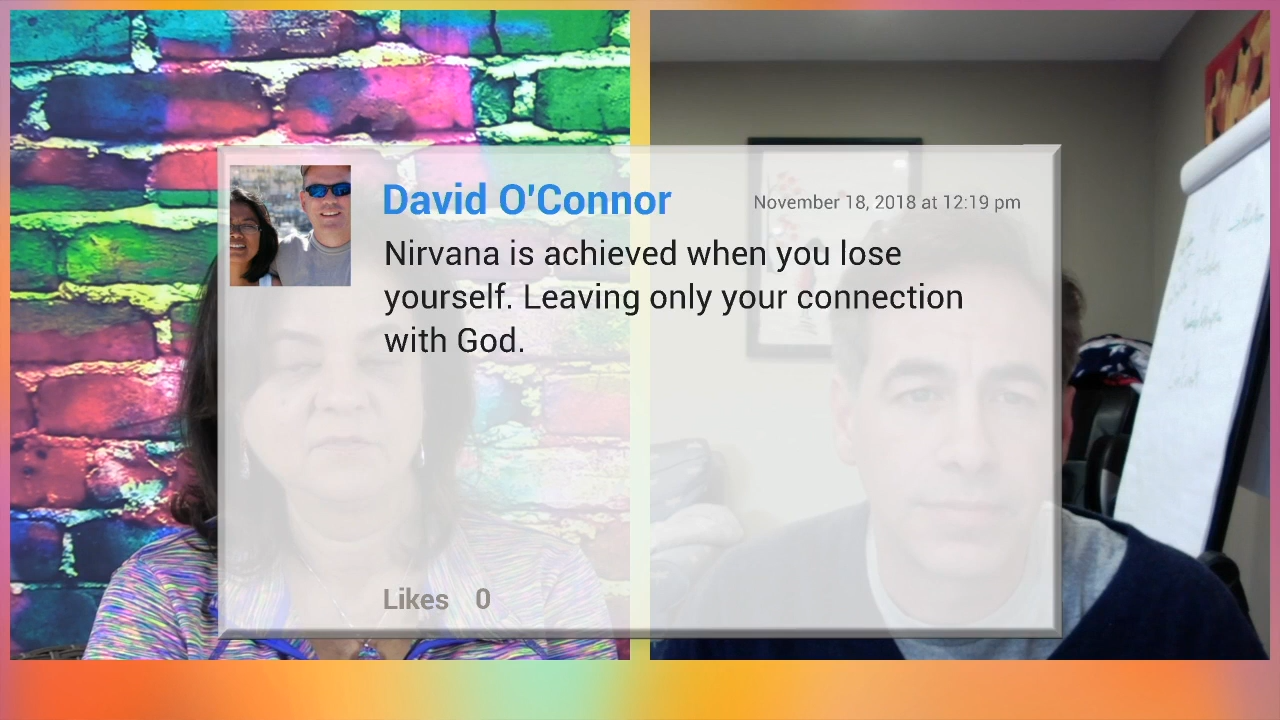 David O'Connor
November 18, 2018 at 12:19 pm
Nirvana is achieved when you lose
yourself. Leaving only your connection
with God.
Likes 0